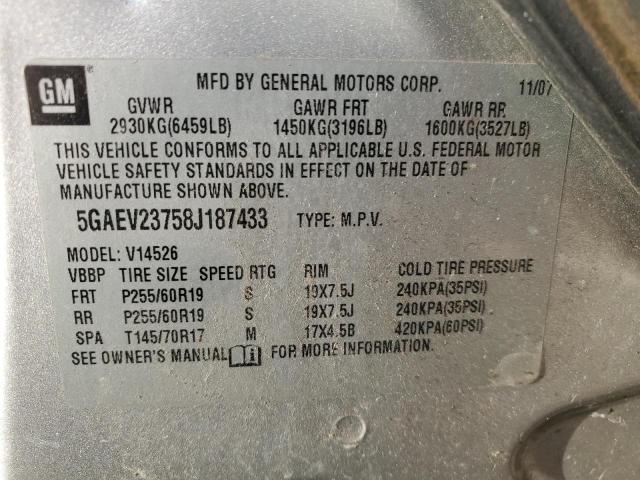 GM ®
MFD BY GENERAL MOTORS CORP. 11/07
GVWR GAWR FRT GAWR RR
2930KG(6459LB) 1450KG(3196LB) 1600KG(3527LB)
THIS VEHICLE CONFORMS TO ALL APPLICABLE U.S. FEDERAL MOTOR
VEHICLE SAFETY STANDARDS IN EFFECT ON THE DATE OF
MANUFACTURE SHOWN ABOVE.
5GAEV23758J187433 TYPE: M.P.V.
MODEL: V14526
VBBP TIRE SIZE SPEED RTG RIM COLD TIRE PRESSURE
FRT P255/60R19 S 19X7.5J 240KPA(35PSI)
RR P255/60R19 S 19X7.5J 240KPA(35PSI)
SPA T145/70R17 M 17X4.5B 420KPA(60PSI)
SEE OWNER'S MANUAL FOR MORE INFORMATION.